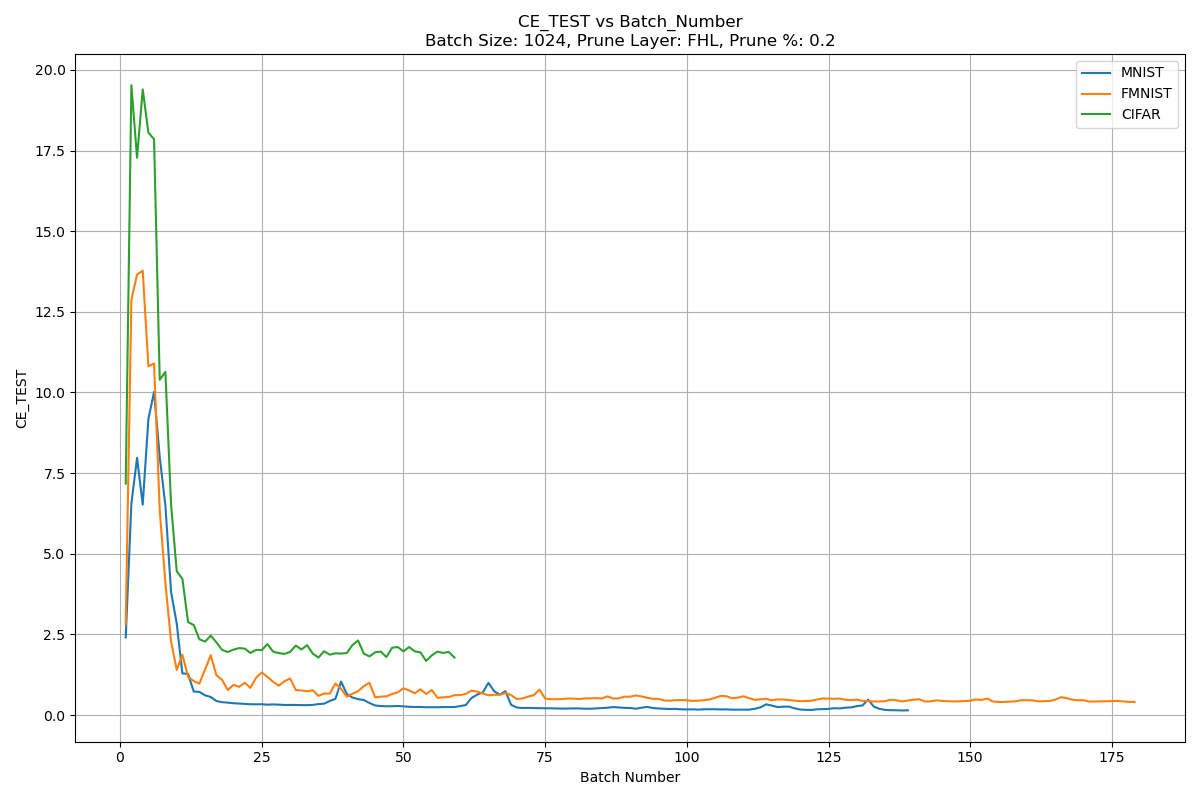 CE_TEST vs Batch_Number
Batch Size: 1024, Prune Layer: FHL, Prune %: 0.2
MNIST
FMNIST
CIFAR
CE_TEST
20.0
17.5
15.0
12.5
10.0
7.5
5.0
2.5
0.0
0 25 50 75 100 125 150 175
Batch Number